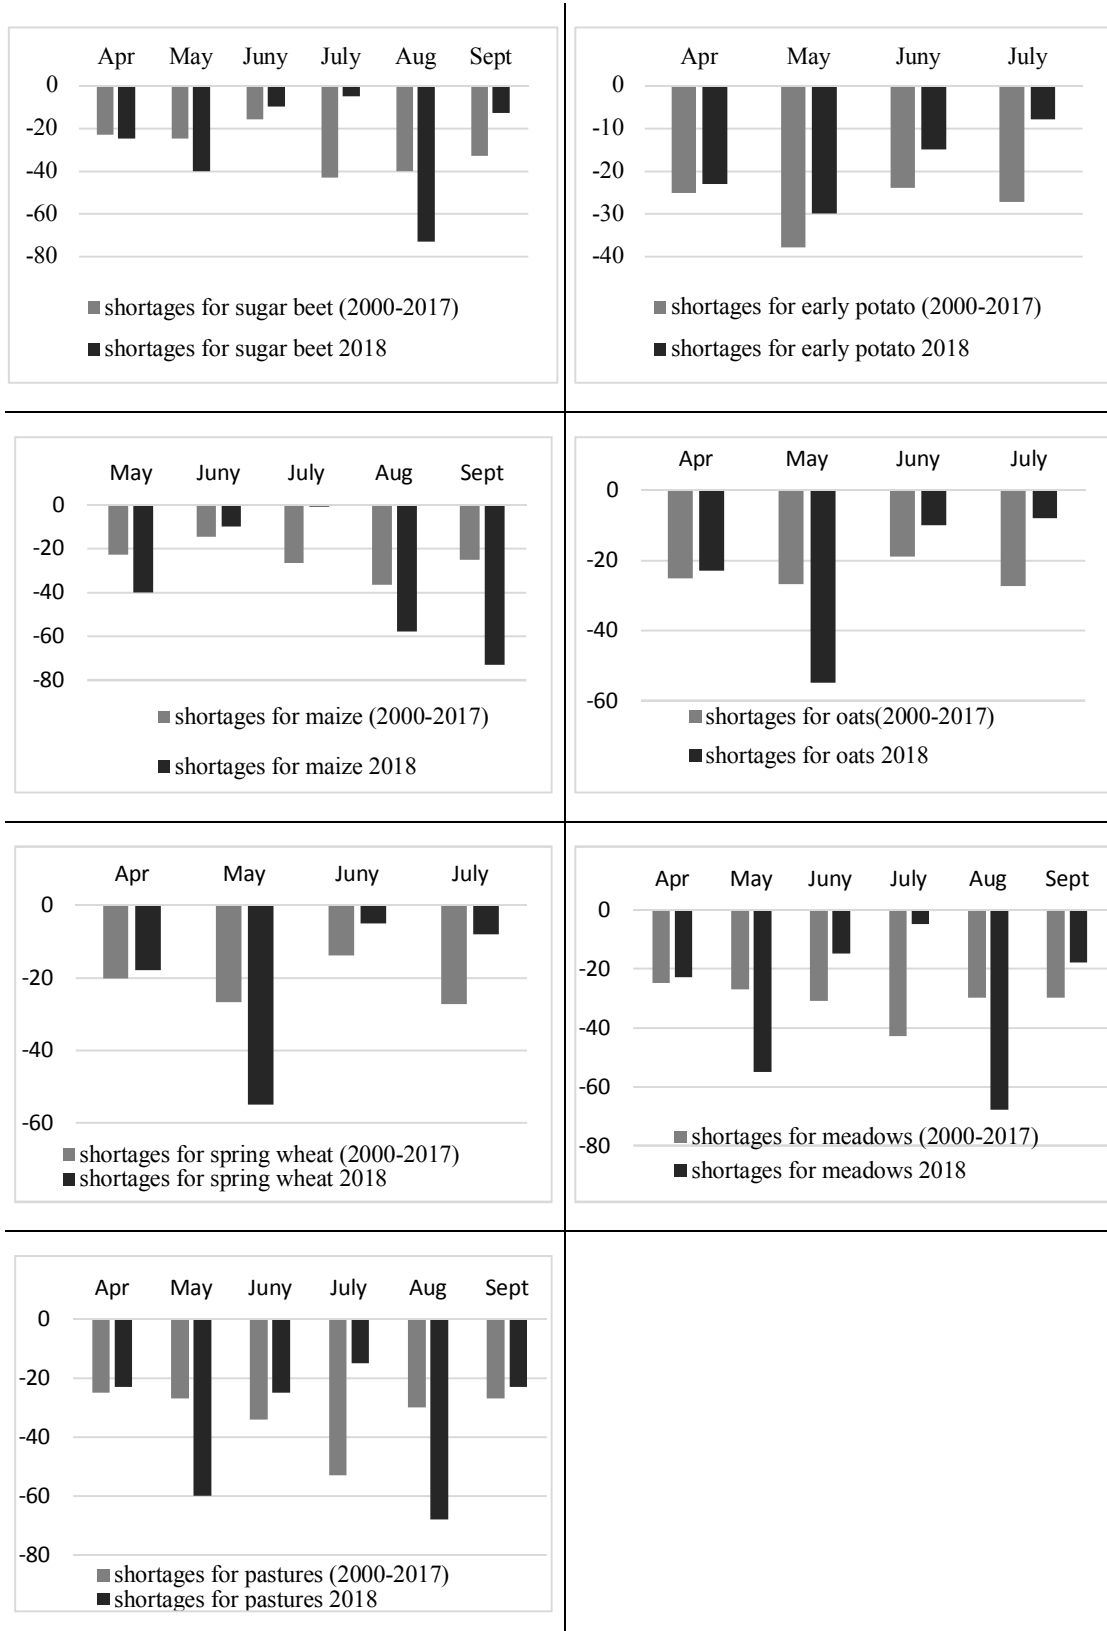 Apr May Juny July Aug Sept
0
-20
-40
-60
-80
shortages for sugar beet (2000-2017)
shortages for sugar beet 2018
Apr May Juny July
0
-10
-20
-30
-40
shortages for early potato (2000-2017)
shortages for early potato 2018
May Juny July Aug Sept
0
-20
-40
-60
-80
shortages for maize (2000-2017)
shortages for maize 2018
Apr May Juny July
0
-20
-40
-60
shortages for oats(2000-2017)
shortages for oats 2018
Apr May Juny July
0
-20
-40
-60
shortages for spring wheat (2000-2017)
shortages for spring wheat 2018
Apr May Juny July Aug Sept
0
-20
-40
-60
-80
shortages for meadows (2000-2017)
shortages for meadows 2018
Apr May Juny July Aug Sept
0
-20
-40
-60
-80
shortages for pastures (2000-2017)
shortages for pastures 2018